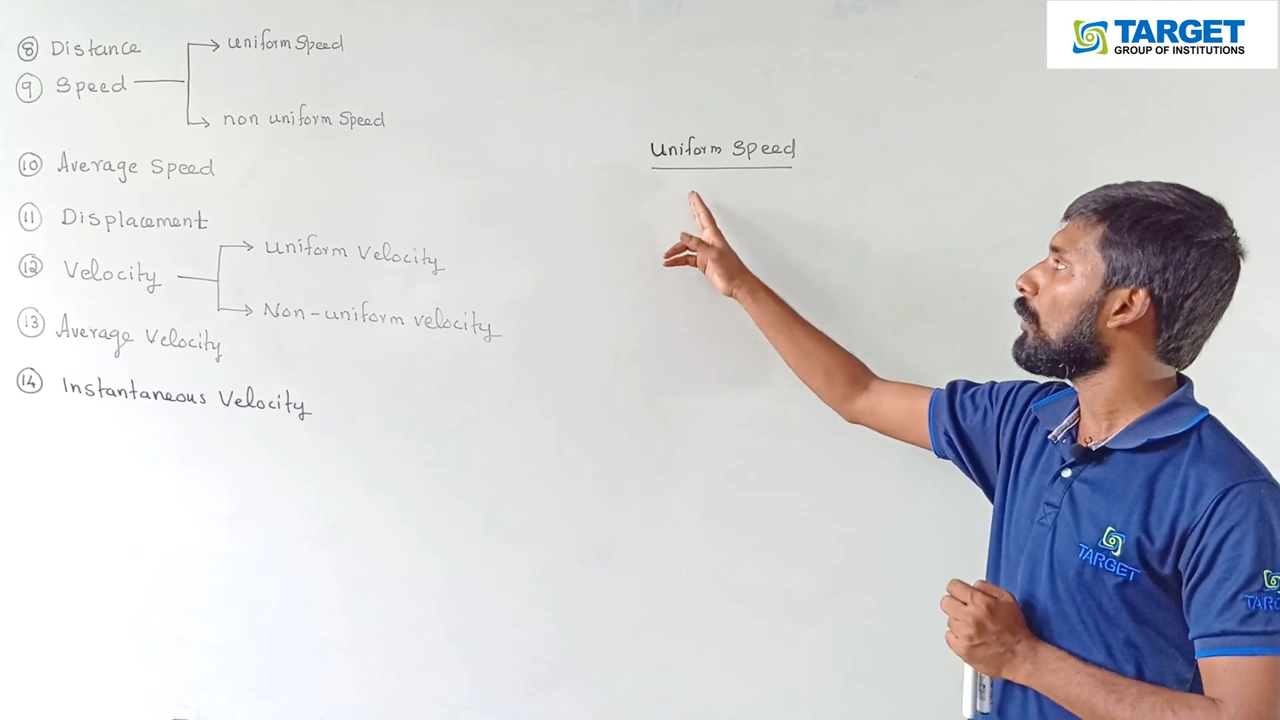 TARGET
GROUP OF INSTITUTIONS
⑧ Distance
uniform Speed
⑨ Speed
non uniform Speed
⑩ Average Speed
⑪ Displacement
⑫ Velocity
Uniform Velocity
Non-uniform velocity
⑬ Average Velocity
⑭ Instantaneous Velocity
Uniform Speed
TARGET
TARG